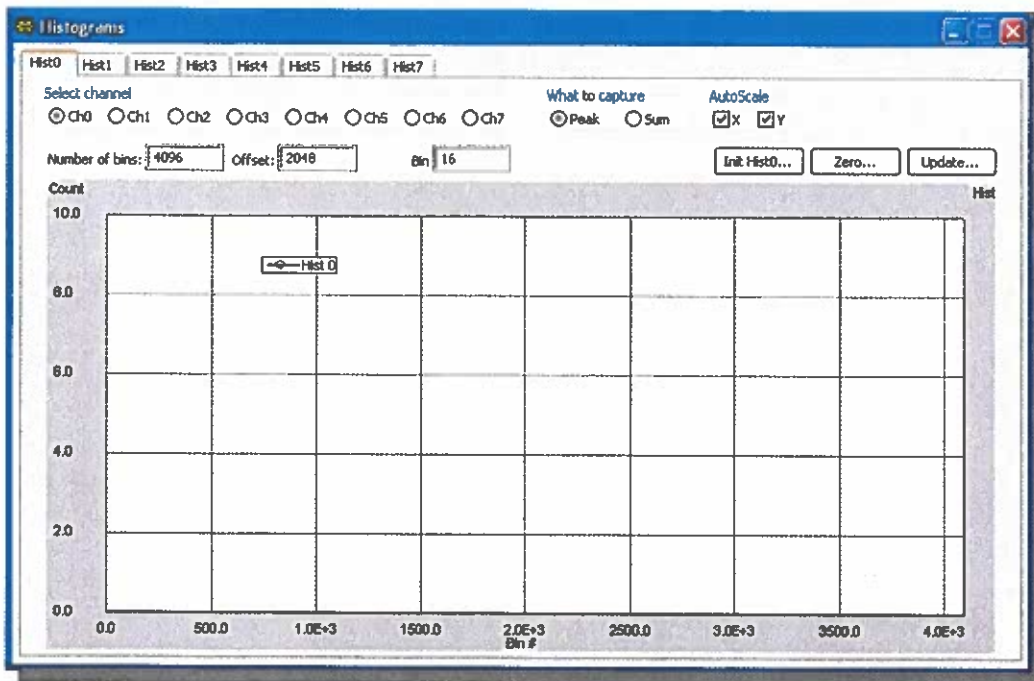 Histograms
Hist0 Hist1 Hist2 Hist3 Hist4 Hist5 Hist6 Hist7
Select channel What to capture AutoScale
Ch0 Ch1 Ch2 Ch3 Ch4 Ch5 Ch6 Ch7 Peak Sum X Y
Number of bins: 4096 Offset: 2048 Bin 16 Init Hist0... Zero... Update...
Count Hist
10.0
Hist 0
8.0
6.0
4.0
2.0
0.0
0.0 500.0 1.0E+3 1500.0 2.0E+3 2500.0 3.0E+3 3500.0 4.0E+3
Bin #